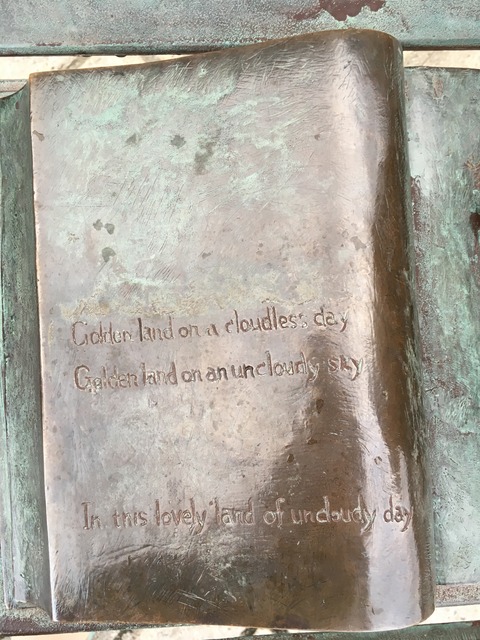 Golden land on a cloudless day
Golden land on an uncloudy sky
In this lovely land of uncloudy day